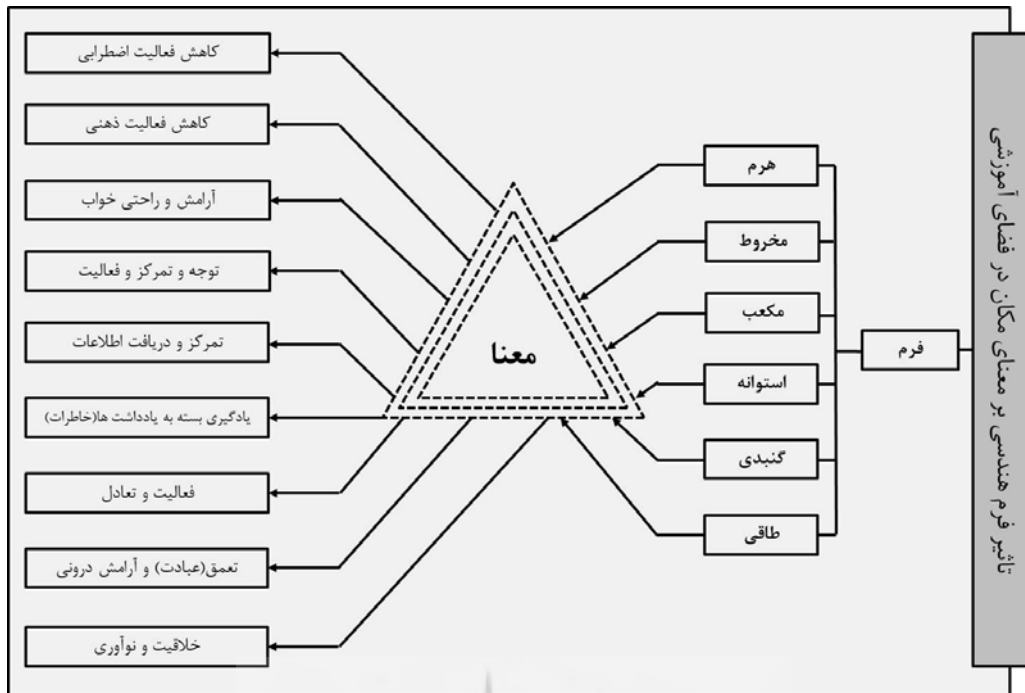 تاثیر فرم هندسی بر معنای مکان در فضای آموزشی
فرم
هرم
مخروط
مکعب
استوانه
گنبدی
طاقی
معنا
کاهش فعالیت اضطرابی
کاهش فعالیت ذهنی
آرامش و راحتی خواب
توجه و تمرکز و فعالیت
تمرکز و دریافت اطلاعات
یادگیری بسته به یادداشت ها(خاطرات)
فعالیت و تعادل
تعمق(عبادت) و آرامش درونی
خلاقیت و نوآوری